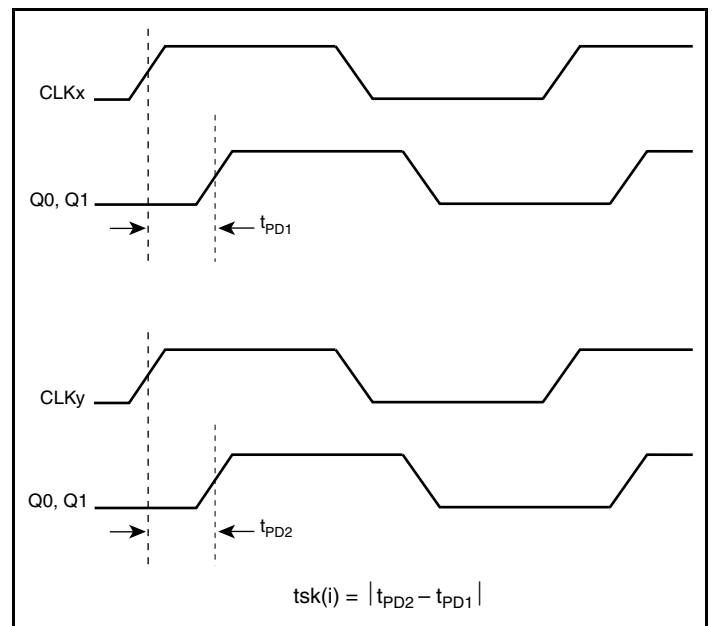 CLKx
Q0, Q1
tPD1
CLKy
Q0, Q1
tPD2
tsk(i) = |tPD2 – tPD1|